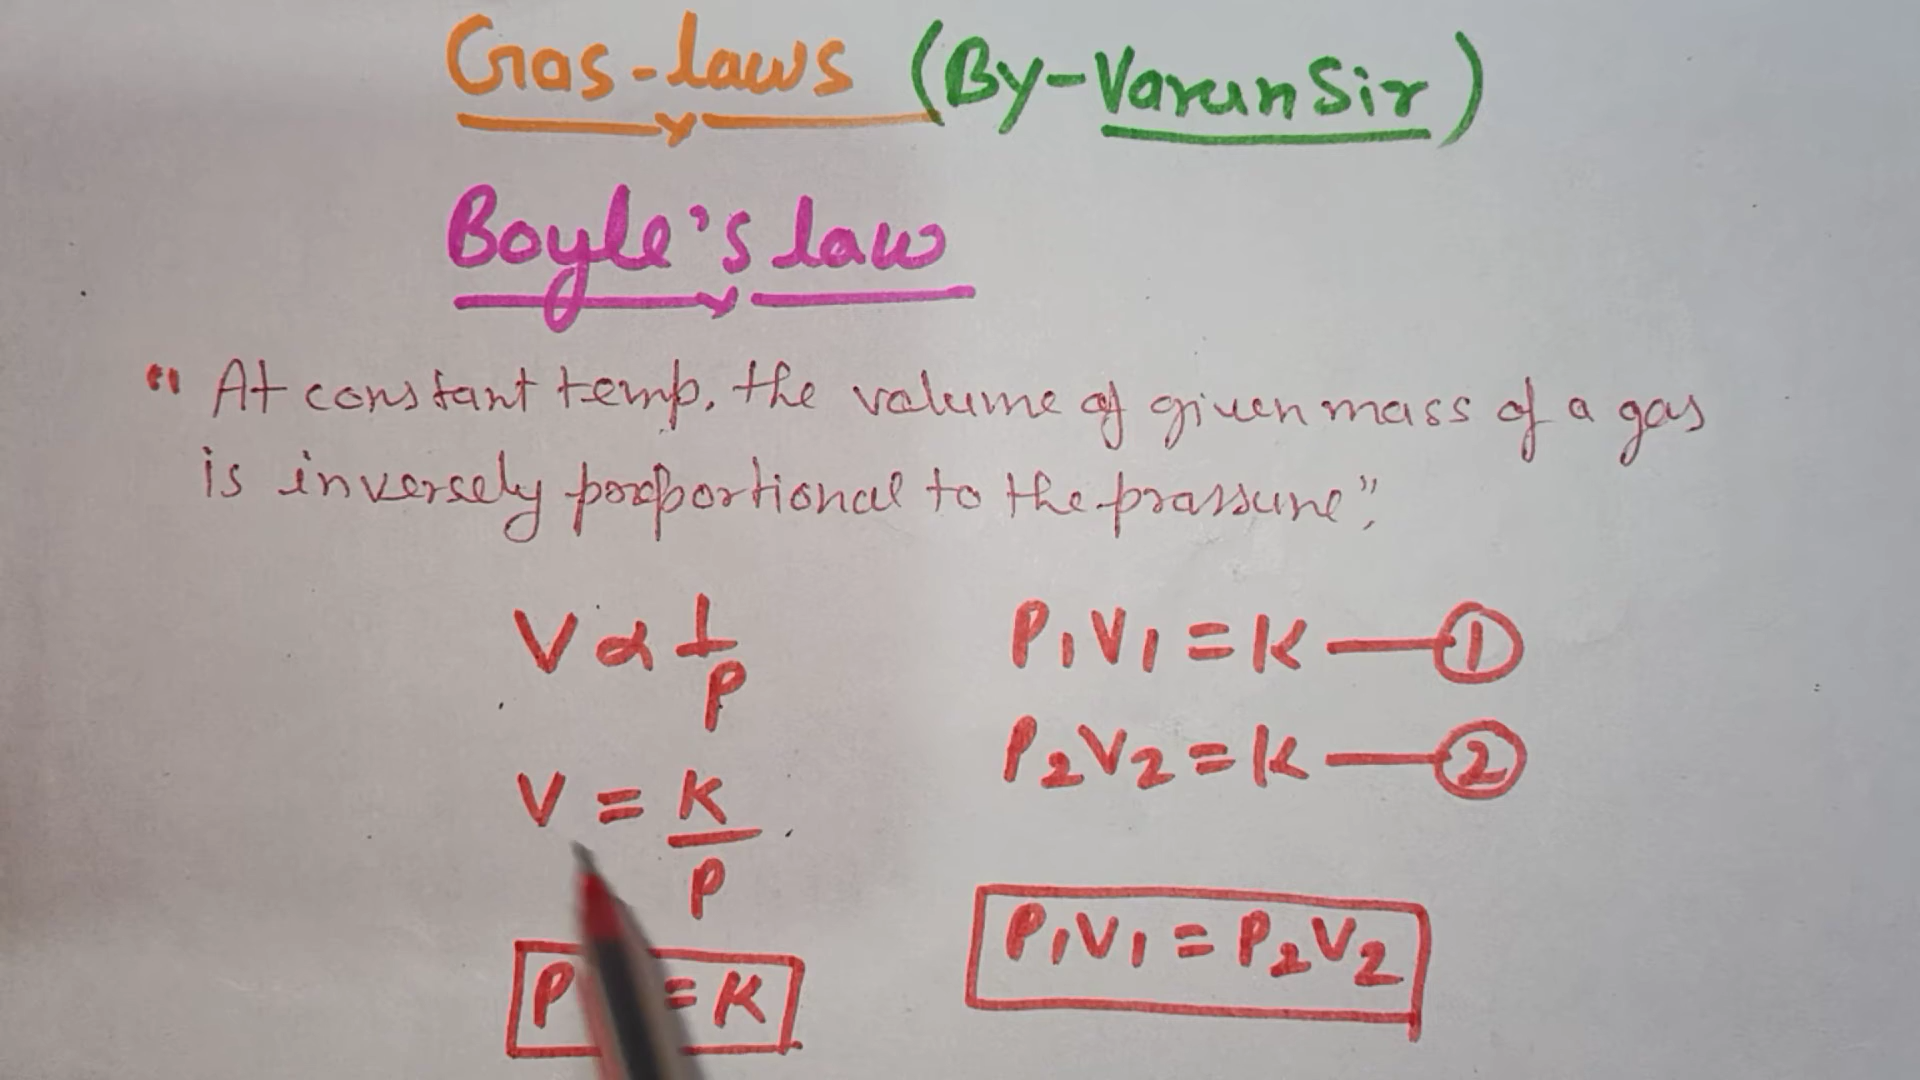 Gas-laws (By-Varun Sir)
Boyle's law
"At constant temp. the volume of given mass of a gas
is inversely proportional to the prassure",
V α 1/P
V = K/P
P = K
P1V1 = K — 1
P2V2 = K — 2
P1V1 = P2V2